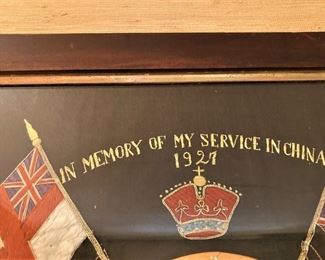 IN MEMORY OF MY SERVICE IN CHINA
1927